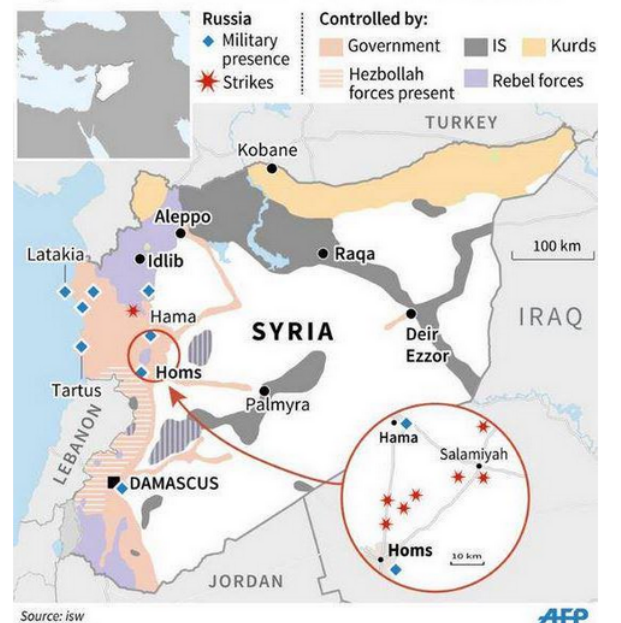 Russia
Military
presence
Strikes
Controlled by:
Government
IS
Kurds
Hezbollah
forces present
Rebel forces
TURKEY
Kobane
Aleppo
Latakia
Idlib
Raqa
100 km
Hama
SYRIA
IRAQ
Deir
Ezzor
Homs
Tartus
Palmyra
LEBANON
Hama
Salamiyah
DAMASCUS
Homs
10 km
JORDAN
Source: isw
AFP